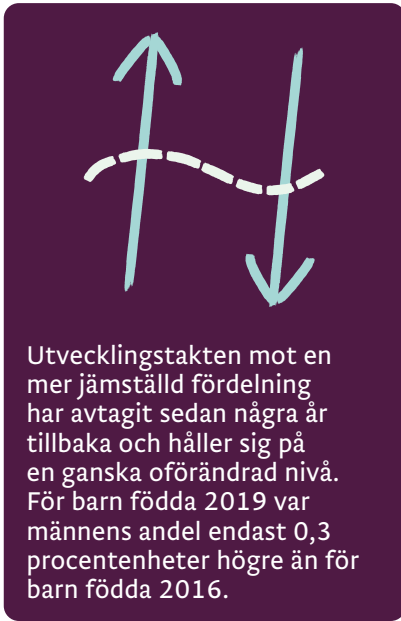 Utvecklingstakten mot en
mer jämställd fördelning
har avtagit sedan några år
tillbaka och håller sig på
en ganska oförändrad nivå.
För barn födda 2019 var
männens andel endast 0,3
procentenheter högre än för
barn födda 2016.